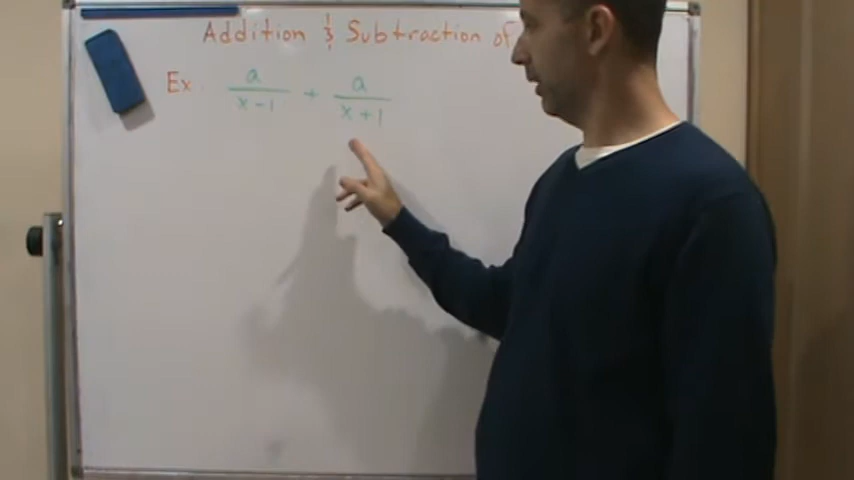 Addition & Subtraction of
Ex a/(x-1) + a/(x+1)